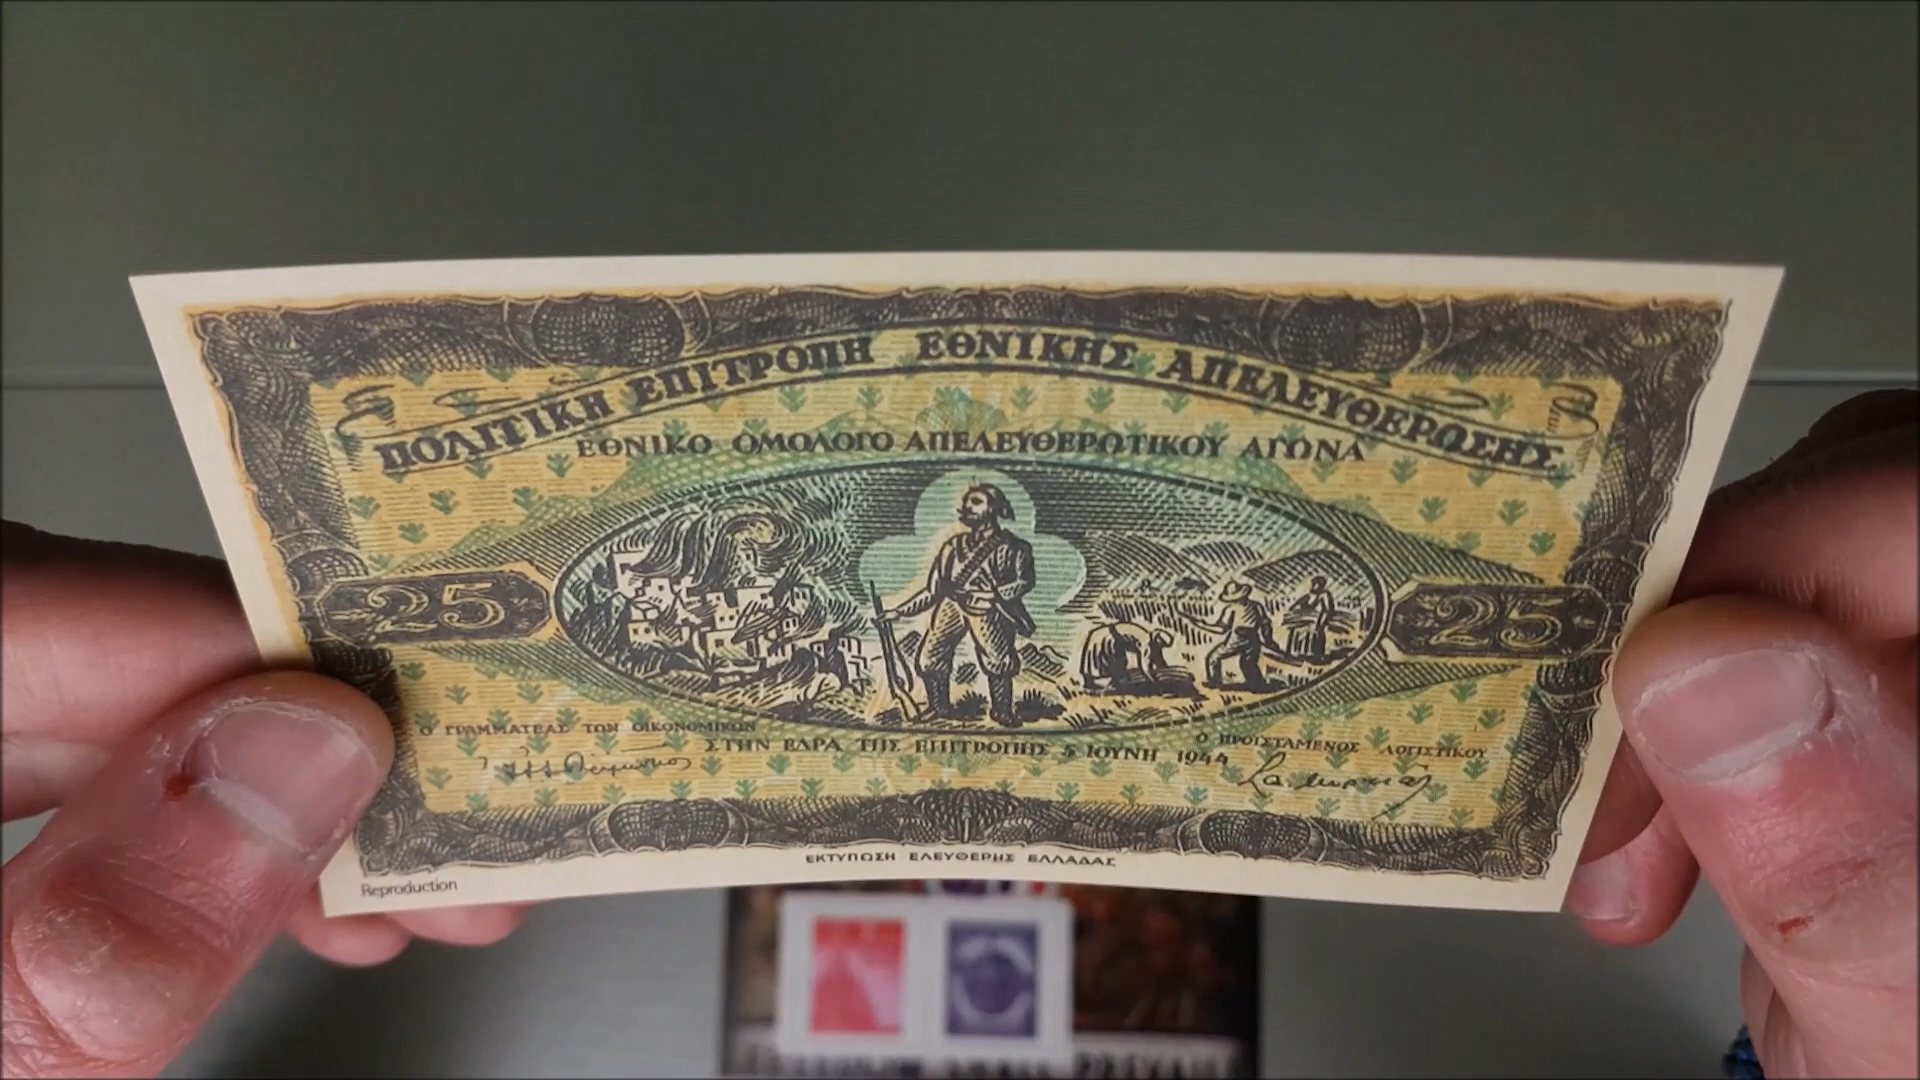 ΠΟΛΙΤΙΚΗ ΕΠΙΤΡΟΠΗ ΕΘΝΙΚΗΣ ΑΠΕΛΕΥΘΕΡΩΣΗΣ
ΕΘΝΙΚΟ ΟΜΟΛΟΓΟ ΑΠΕΛΕΥΘΕΡΩΤΙΚΟΥ ΑΓΩΝΑ
25 25
Ο ΓΡΑΜΜΑΤΕΑΣ ΤΩΝ ΟΙΚΟΝΟΜΙΚΩΝ
Ο ΠΡΟΙΣΤΑΜΕΝΟΣ ΛΟΓΙΣΤΙΚΟΥ
ΣΤΗΝ ΕΔΡΑ ΤΗΣ ΕΠΙΤΡΟΠΗΣ 5 ΙΟΥΝΗ 1944
ΕΚΤΥΠΩΣΗ ΕΛΕΥΘΕΡΗΣ ΕΛΛΑΔΑΣ
Reproduction